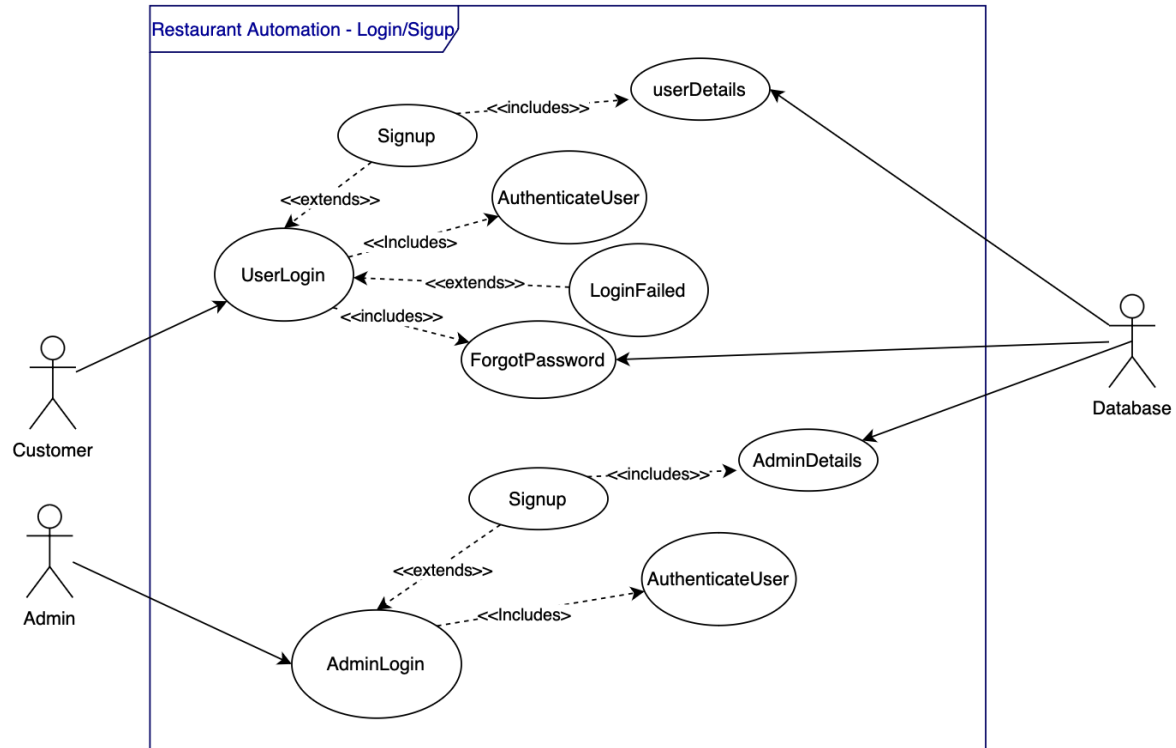 Restaurant Automation - Login/Sigup
userDetails
<<includes>>
Signup
<<extends>>
AuthenticateUser
<<Includes>
UserLogin
<<extends>>
LoginFailed
<<includes>>
ForgotPassword
Customer
Database
AdminDetails
<<includes>>
Signup
<<extends>>
AuthenticateUser
<<Includes>
Admin
AdminLogin